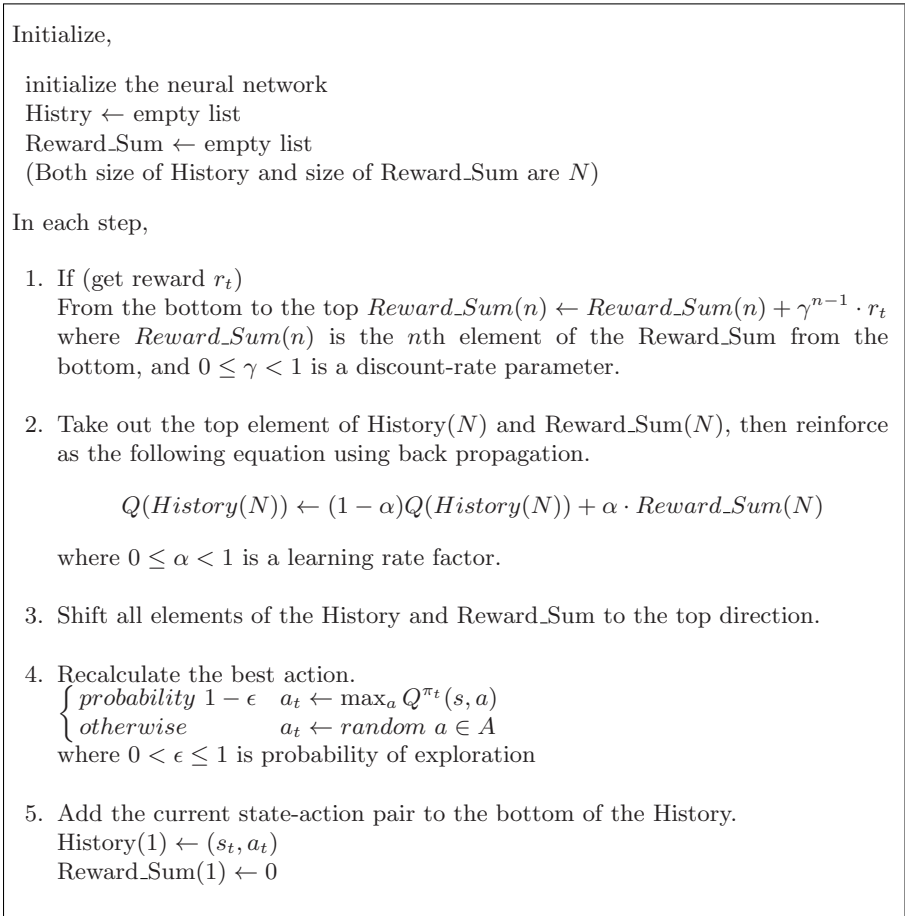 Initialize,
initialize the neural network
Histry ← empty list
Reward_Sum ← empty list
(Both size of History and size of Reward_Sum are N)
In each step,
1. If (get reward r_t)
From the bottom to the top Reward_Sum(n) ← Reward_Sum(n) + γ^{n−1} · r_t
where Reward_Sum(n) is the nth element of the Reward_Sum from the
bottom, and 0 ≤ γ < 1 is a discount-rate parameter.
2. Take out the top element of History(N) and Reward_Sum(N), then reinforce
as the following equation using back propagation.
Q(History(N)) ← (1 − α)Q(History(N)) + α · Reward_Sum(N)
where 0 ≤ α < 1 is a learning rate factor.
3. Shift all elements of the History and Reward_Sum to the top direction.
4. Recalculate the best action.
{ probability 1 − ϵ a_t ← max_a Q^{π_t}(s, a)
otherwise a_t ← random a ∈ A
where 0 < ϵ ≤ 1 is probability of exploration
5. Add the current state-action pair to the bottom of the History.
History(1) ← (s_t, a_t)
Reward_Sum(1) ← 0